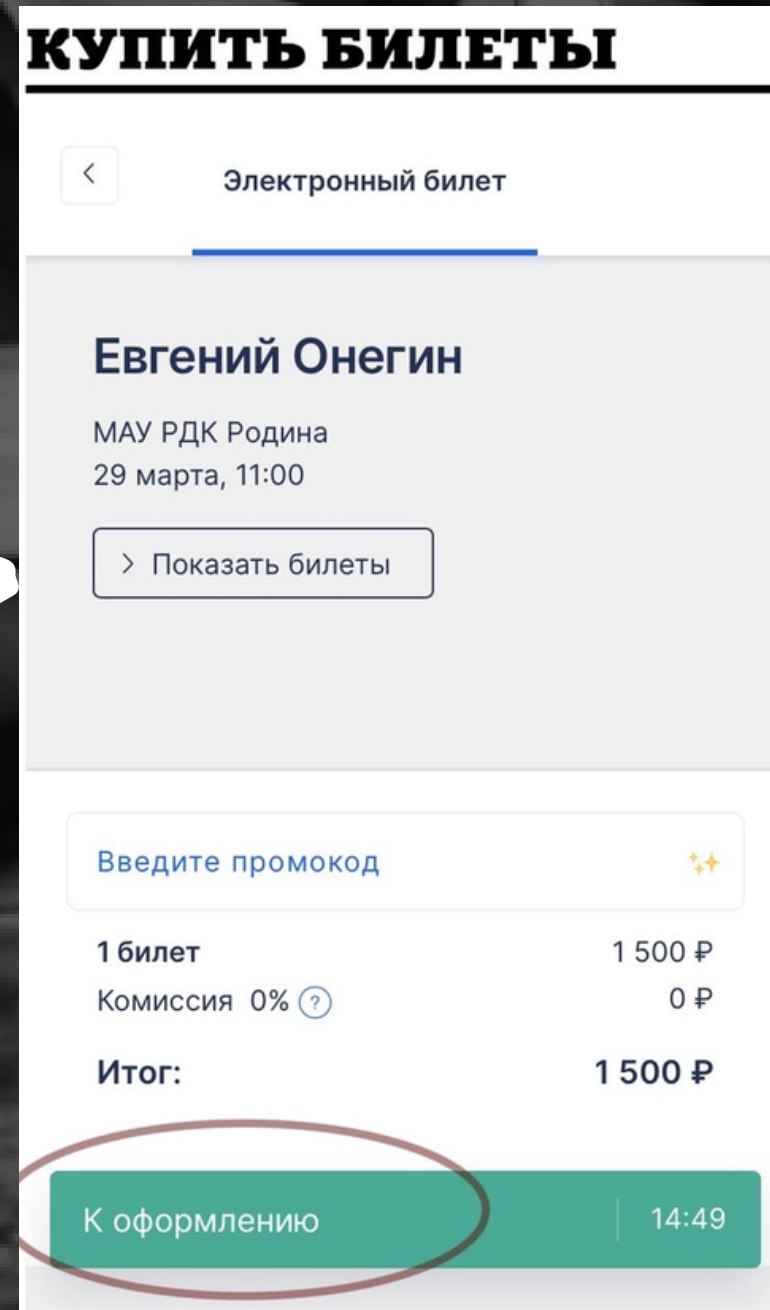 КУПИТЬ БИЛЕТЫ
Электронный билет
Евгений Онегин
МАУ РДК Родина
29 марта, 11:00
> Показать билеты
Введите промокод
1 билет 1 500 ₽
Комиссия 0% ? 0 ₽
Итог: 1 500 ₽
К оформлению 14:49